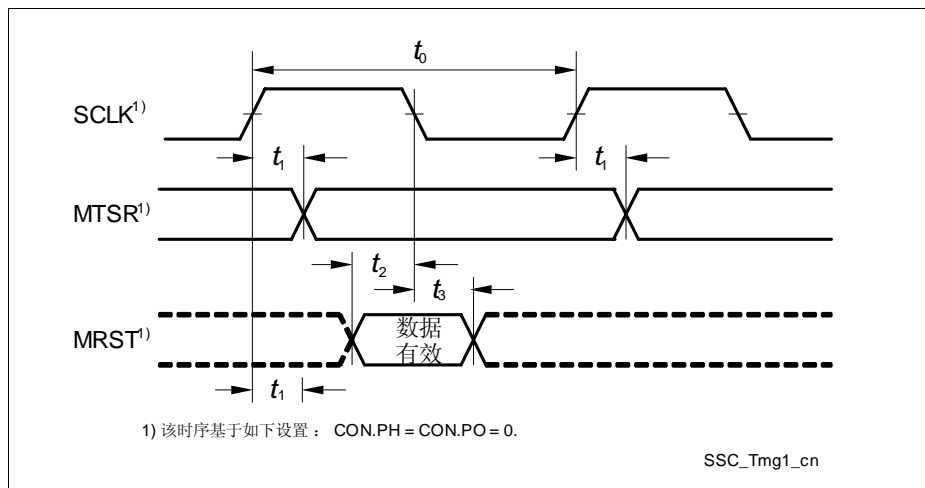 t0
SCLK1)
t1
t1
MTSR1)
t2
t3
MRST1)
数据
有效
t1
1) 该时序基于如下设置： CON.PH = CON.PO = 0.
SSC_Tmg1_cn